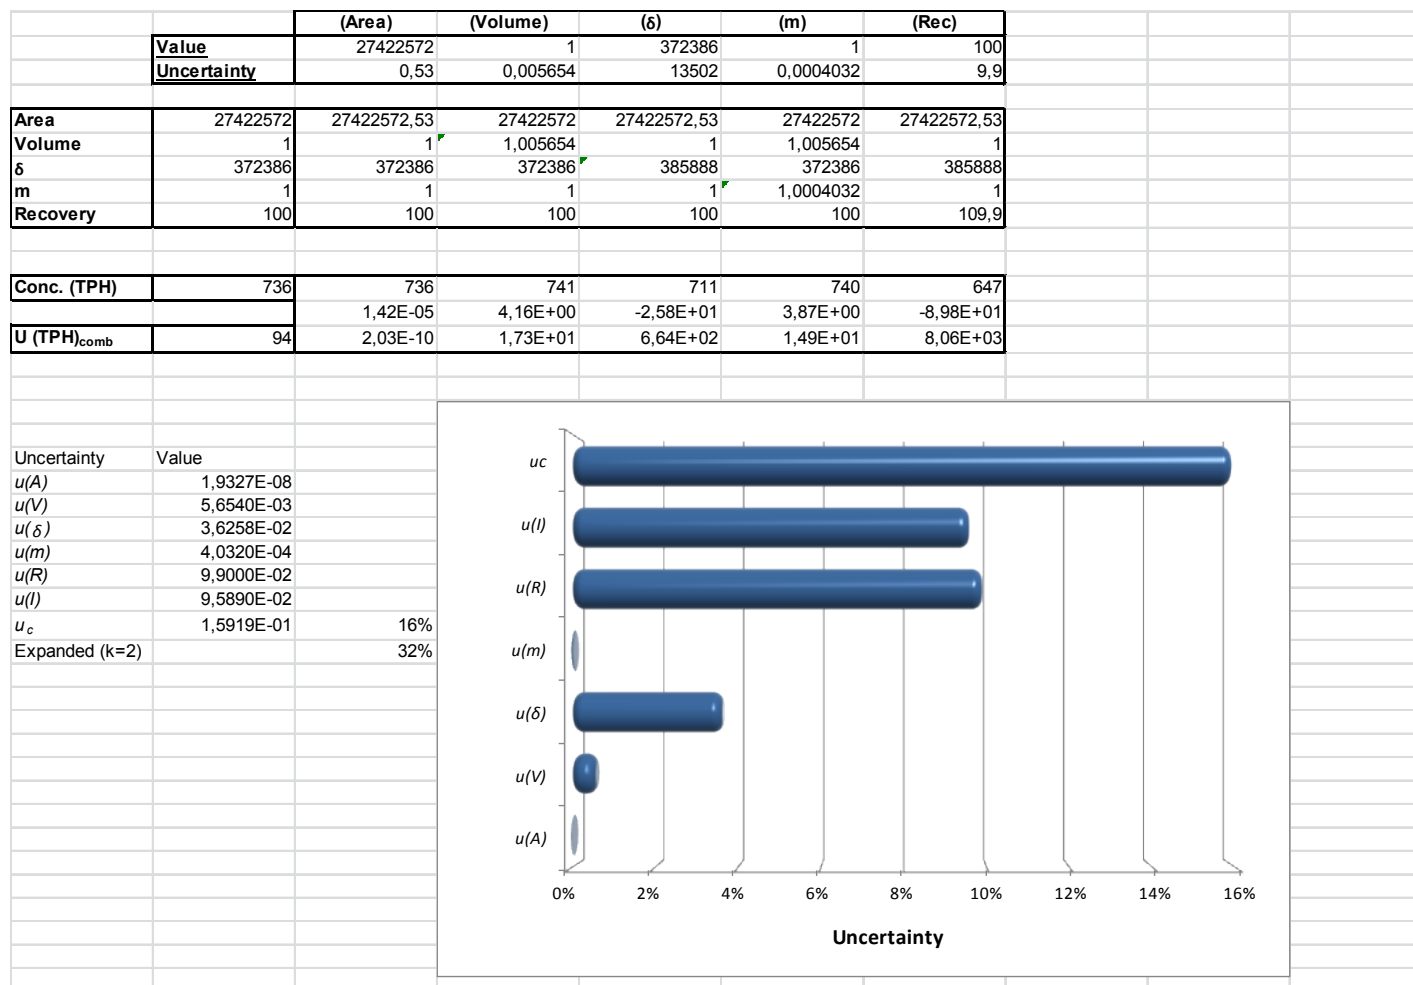 (Area) (Volume) (δ) (m) (Rec)
Value 27422572 1 372386 1 100
Uncertainty 0,53 0,005654 13502 0,0004032 9,9
Area 27422572 27422572,53 27422572 27422572,53 27422572 27422572,53
Volume 1 1 1,005654 1 1,005654 1
δ 372386 372386 372386 385888 372386 385888
m 1 1 1 1 1,0004032 1
Recovery 100 100 100 100 100 109,9
Conc. (TPH) 736 736 741 711 740 647
1,42E-05 4,16E+00 -2,58E+01 3,87E+00 -8,98E+01
U (TPH)comb 94 2,03E-10 1,73E+01 6,64E+02 1,49E+01 8,06E+03
Uncertainty Value
u(A) 1,9327E-08
u(V) 5,6540E-03
u(δ) 3,6258E-02
u(m) 4,0320E-04
u(R) 9,9000E-02
u(I) 9,5890E-02
uc 1,5919E-01 16%
Expanded (k=2) 32%
uc
u(I)
u(R)
u(m)
u(δ)
u(V)
u(A)
0% 2% 4% 6% 8% 10% 12% 14% 16%
Uncertainty